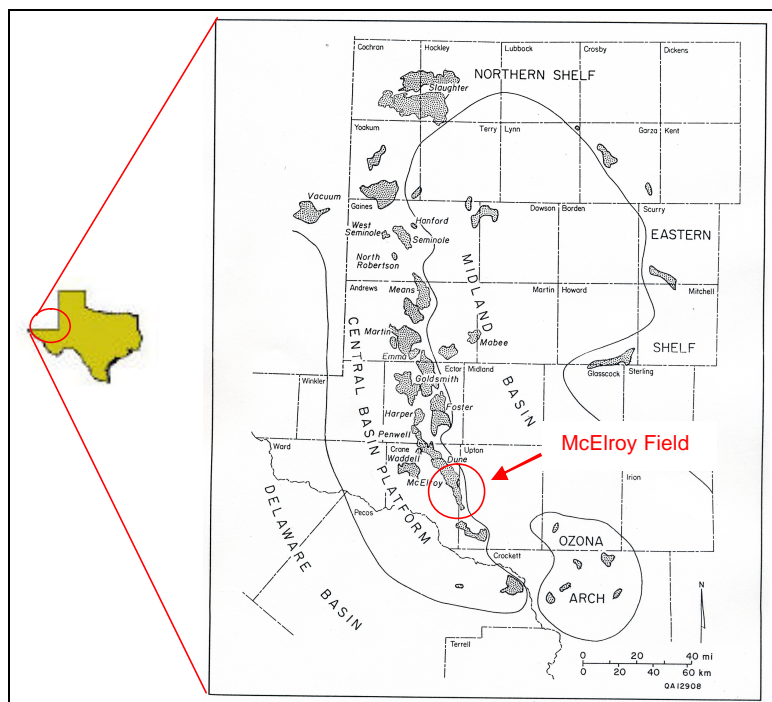 Cochran
Hockley
Lubbock
Crosby
Dickens
NORTHERN SHELF
Slaughter
Yoakum
Terry
Lynn
Garza
Kent
Vacuum
Gaines
Hanford
Dawson
Borden
Scurry
West
Seminole
Seminole
EASTERN
North
Robertson
MIDLAND
Andrews
Means
Martin
Howard
Mitchell
CENTRAL BASIN PLATFORM
Martin
Mabee
SHELF
Emma
Ector
Midland
Glasscock
Sterling
Goldsmith
BASIN
Winkler
Harper
Foster
Penwell
McElroy Field
Ward
Crane
Upton
Waddell
Dune
McElroy
Irion
DELAWARE
BASIN
Pecos
OZONA
Crockett
ARCH
N
Terrell
0 20 40 mi
0 20 40 60 km
QA12908